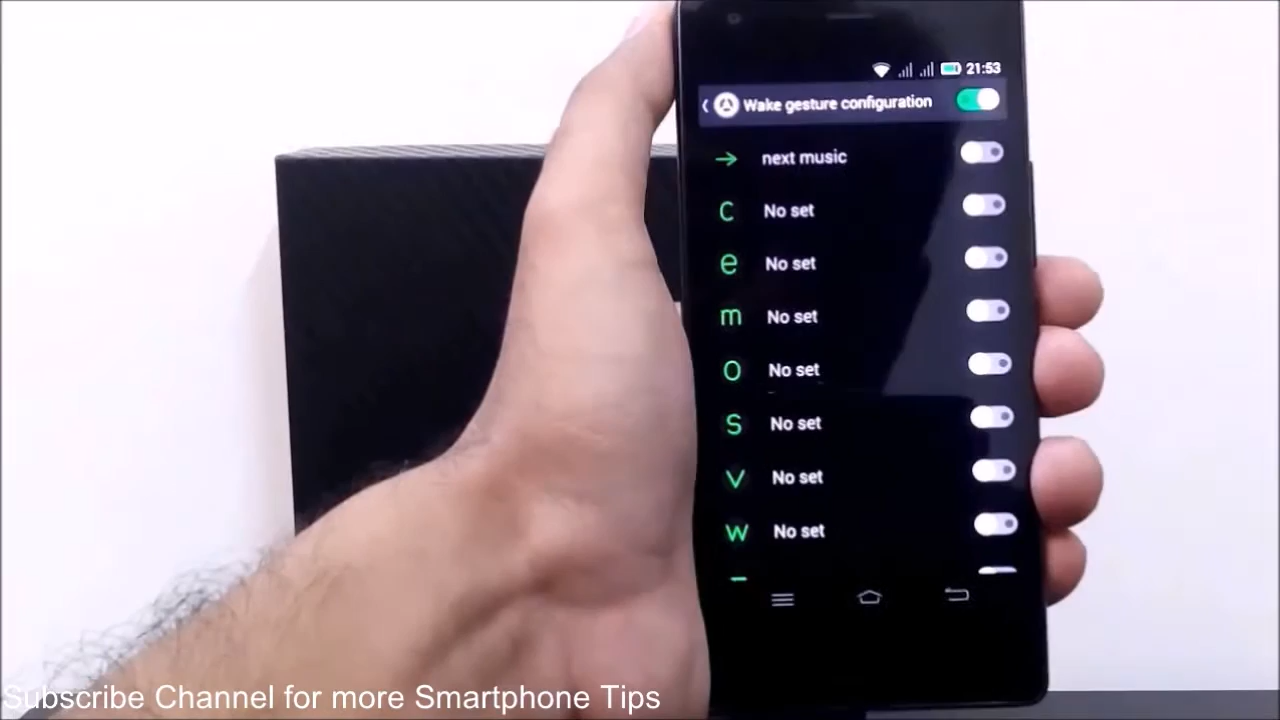 21:53
Wake gesture configuration
→ next music
C No set
e No set
m No set
O No set
S No set
V No set
W No set
Subscribe Channel for more Smartphone Tips